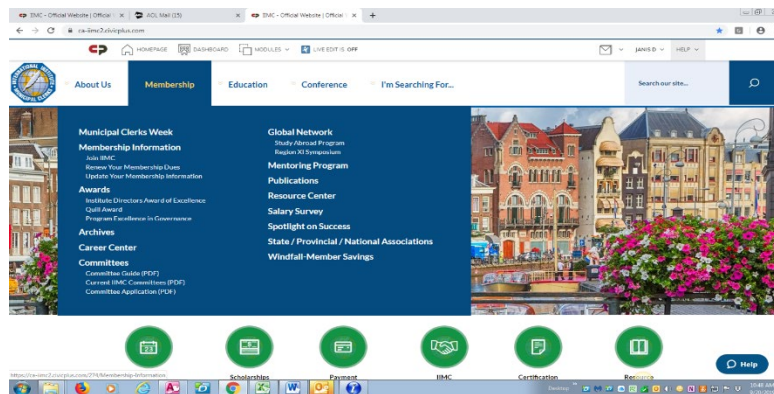 IIMC - Official Website | Official
AOL Mail (15)
IIMC - Official Website | Official
ca-iimc2.civicplus.com
HOMEPAGE
DASHBOARD
MODULES
LIVE EDIT IS OFF
JANIS D
HELP
About Us
Membership
Education
Conference
I'm Searching For...
Search our site...
Municipal Clerks Week
Membership Information
Join IIMC
Renew Your Membership Dues
Update Your Membership Information
Awards
Institute Directors Award of Excellence
Quill Award
Program Excellence in Governance
Archives
Career Center
Committees
Committee Guide (PDF)
Current IIMC Committees (PDF)
Committee Application (PDF)
Global Network
Study Abroad Program
Region XI Symposium
Mentoring Program
Publications
Resource Center
Salary Survey
Spotlight on Success
State / Provincial / National Associations
Windfall-Member Savings
Scholarships
Payment
IIMC
Certification
Resource
Help
https://ca-iimc2.civicplus.com/274/Membership-Information
Desktop
10:48 AM